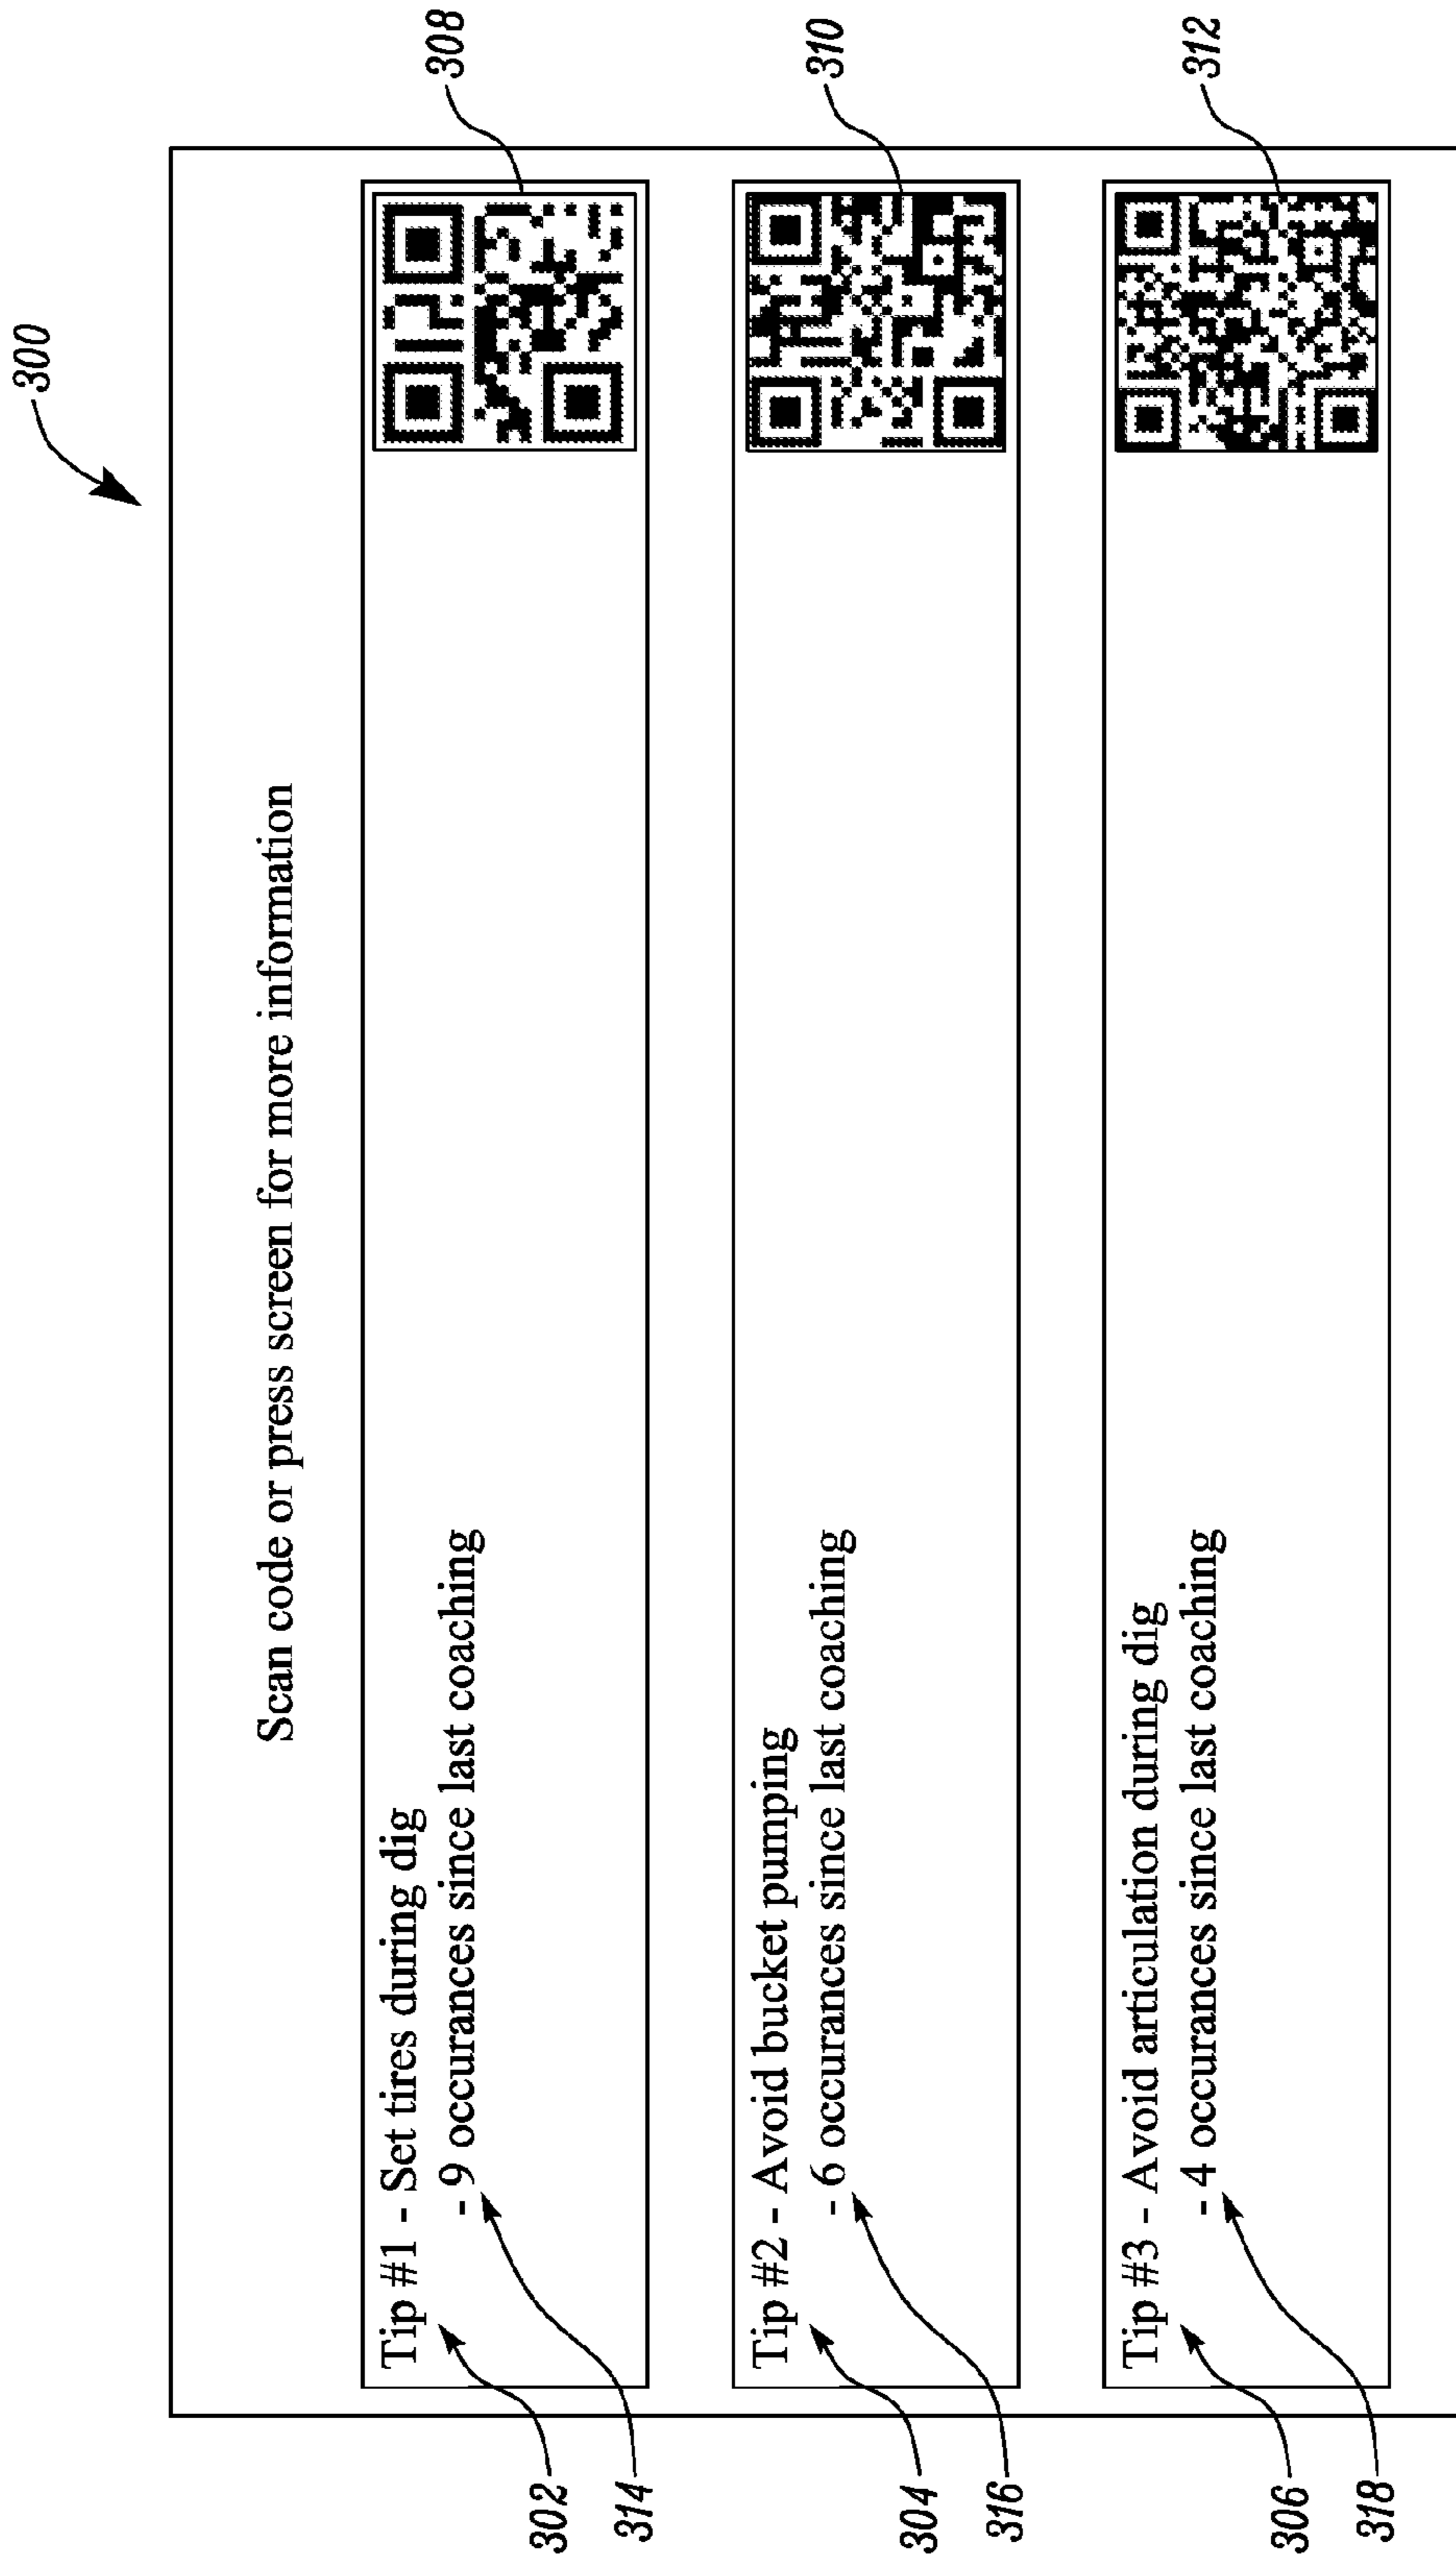 300
Scan code or press screen for more information
Tip #1 - Set tires during dig
- 9 occurances since last coaching
302
314
308
Tip #2 - Avoid bucket pumping
- 6 occurances since last coaching
304
316
310
Tip #3 - Avoid articulation during dig
- 4 occurances since last coaching
306
318
312